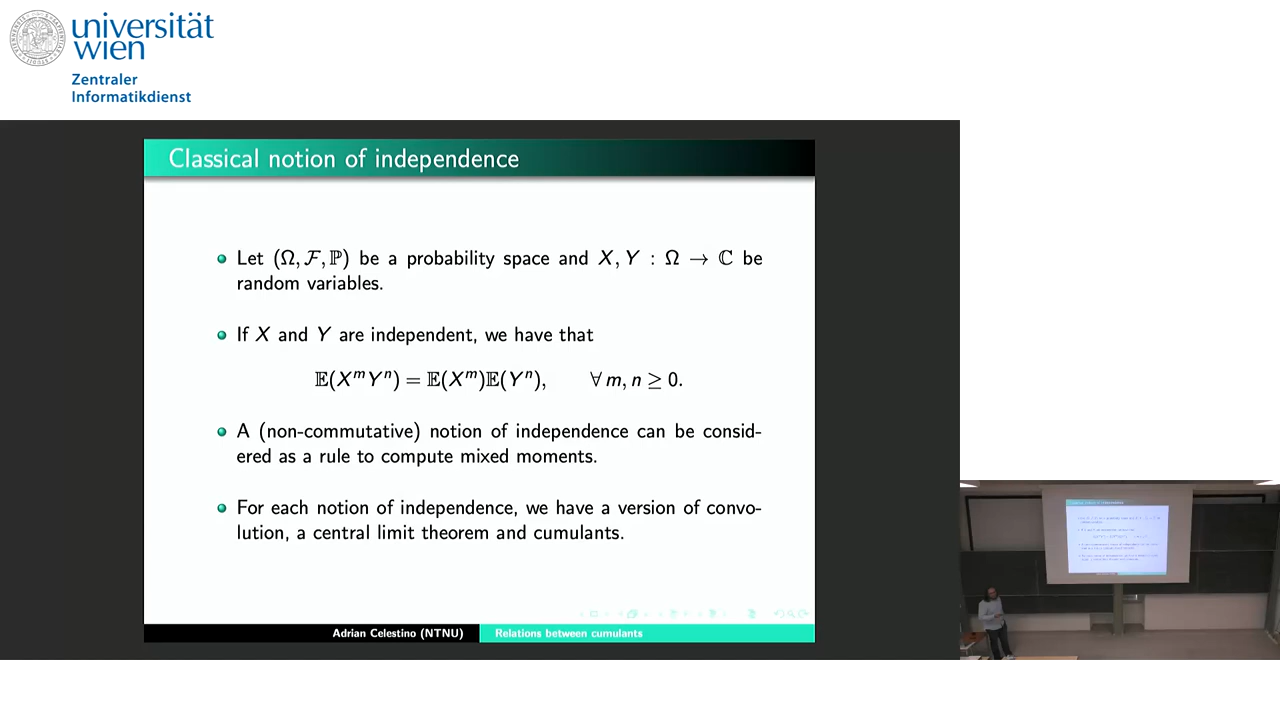 universität
wien
Zentraler
Informatikdienst
Classical notion of independence
Let (Ω, ℱ, ℙ) be a probability space and X, Y : Ω → ℂ be
random variables.
If X and Y are independent, we have that
𝔼(XᵐYⁿ) = 𝔼(Xᵐ)𝔼(Yⁿ), ∀ m, n ≥ 0.
A (non-commutative) notion of independence can be consid-
ered as a rule to compute mixed moments.
For each notion of independence, we have a version of convo-
lution, a central limit theorem and cumulants.
Adrian Celestino (NTNU)
Relations between cumulants